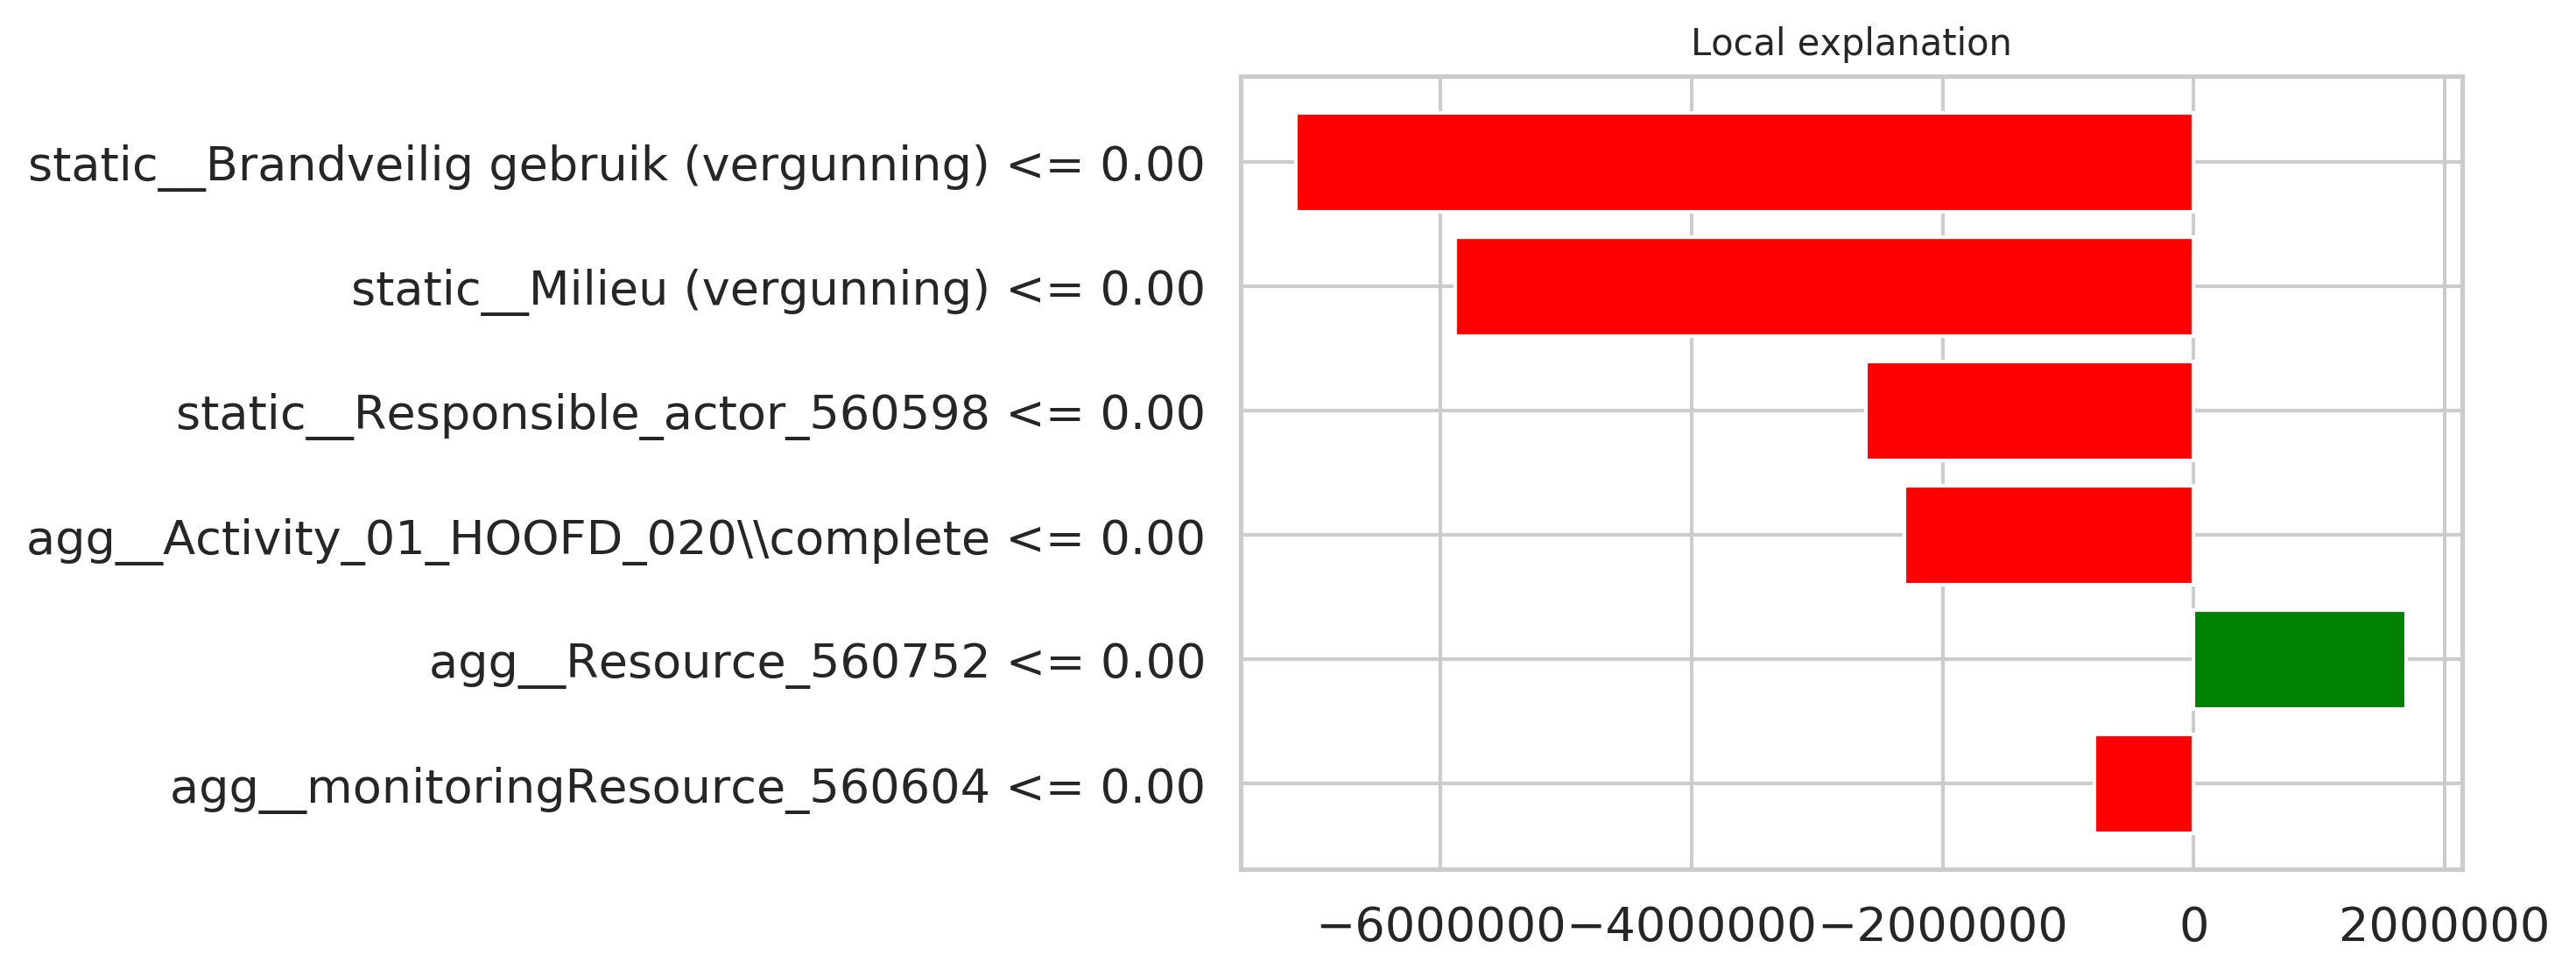 Local explanation
static__Brandveilig gebruik (vergunning) <= 0.00
static__Milieu (vergunning) <= 0.00
static__Responsible_actor_560598 <= 0.00
agg__Activity_01_HOOFD_020\\complete <= 0.00
agg__Resource_560752 <= 0.00
agg__monitoringResource_560604 <= 0.00
−6000000 −4000000 −2000000 0 2000000